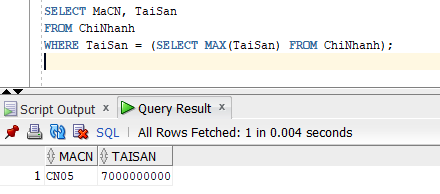 SELECT MaCN, TaiSan
FROM ChiNhanh
WHERE TaiSan = (SELECT MAX(TaiSan) FROM ChiNhanh);
Script Output × Query Result ×
SQL | All Rows Fetched: 1 in 0.004 seconds
MACN TAISAN
1 CN05 7000000000